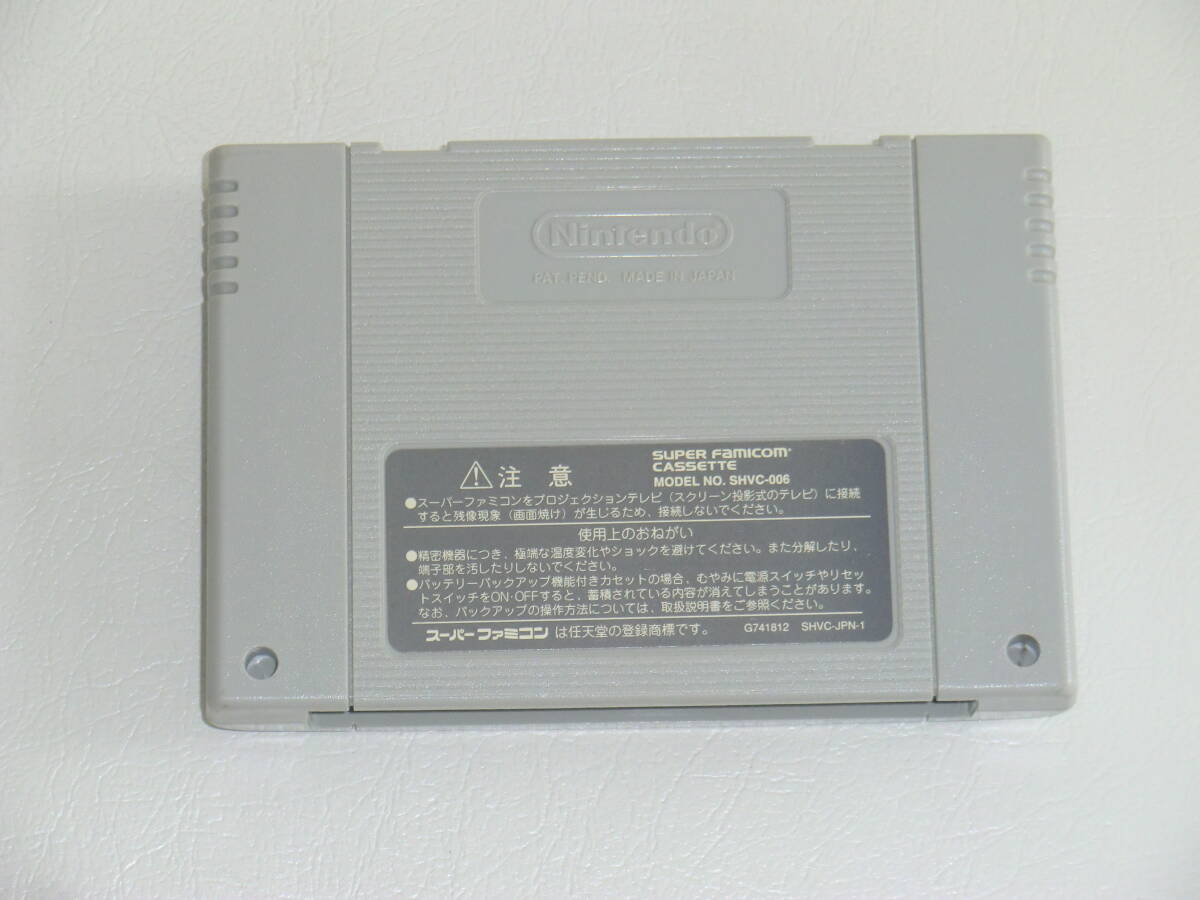 Nintendo
PAT. PEND. MADE IN JAPAN
注意
SUPER FAMICOM
CASSETTE
MODEL NO. SHVC-006
●スーパーファミコンをプロジェクションテレビ(スクリーン投影式のテレビ)に接続
すると残像現象(画面焼け)が生じるため、接続しないでください。
使用上のおねがい
●精密機器につき、極端な温度変化やショックを避けてください。また分解したり、
端子部を汚したりしないでください。
●バッテリーバックアップ機能付きカセットの場合、むやみに電源スイッチやリセッ
トスイッチをON·OFFすると、蓄積されている内容が消えてしまうことがあります。
なお、バックアップの操作方法については、取扱説明書をご参照ください。
スーパーファミコン は任天堂の登録商標です。 G741812 SHVC-JPN-1